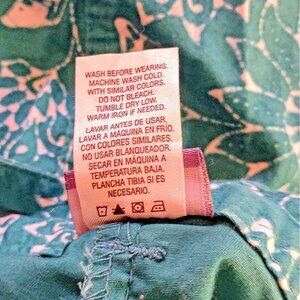 WASH BEFORE WEARING.
MACHINE WASH COLD.
WITH SIMILAR COLORS.
DO NOT BLEACH.
TUMBLE DRY LOW.
WARM IRON IF NEEDED.
LAVAR ANTES DE USAR,
LAVAR A MÁQUINA EN FRIO.
CON COLORES SIMILARES.
NO USAR BLANQUEADOR.
SECAR EN MÁQUINA A
TEMPERATURA BAJA.
PLANCHA TIBIA SI ES
NECESARIO.